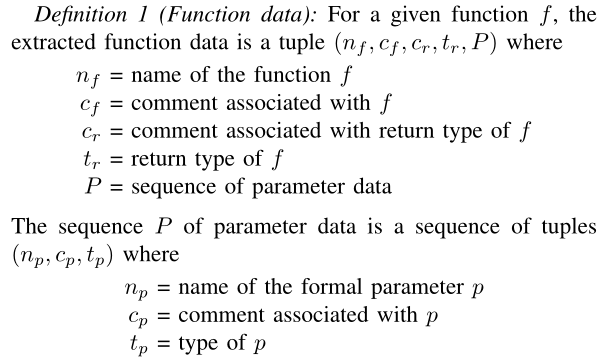 Definition 1 (Function data): For a given function f, the
extracted function data is a tuple (n_f, c_f, c_r, t_r, P) where
n_f = name of the function f
c_f = comment associated with f
c_r = comment associated with return type of f
t_r = return type of f
P = sequence of parameter data
The sequence P of parameter data is a sequence of tuples
(n_p, c_p, t_p) where
n_p = name of the formal parameter p
c_p = comment associated with p
t_p = type of p